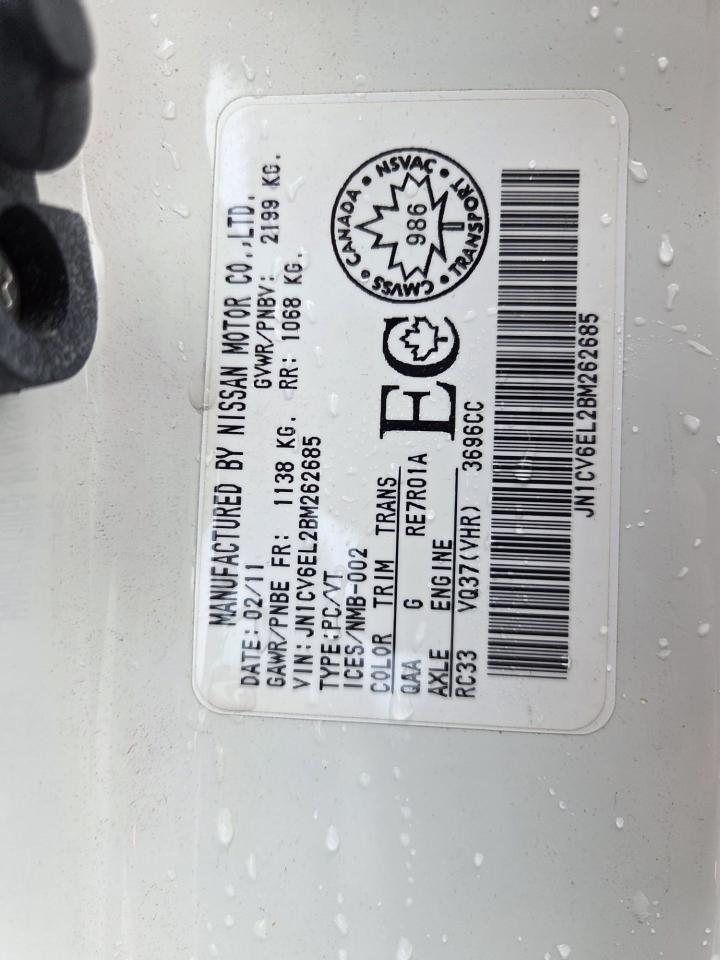 MANUFACTURED BY NISSAN MOTOR CO.,LTD.
DATE:02/11 GVWR/PNBV: 2199 KG.
GAWR/PNBE FR: 1138 KG. RR: 1068 KG.
VIN:JN1CV6EL2BM262685
TYPE:PC/VT
ICES/NMB-002
COLOR TRIM TRANS
QAA G RE7R01A
AXLE ENGINE
RC33 VQ37(VHR) 3696CC
EC
CANADA • NSVAC • TRANSPORT • CMVSS •
986
JN1CV6EL2BM262685